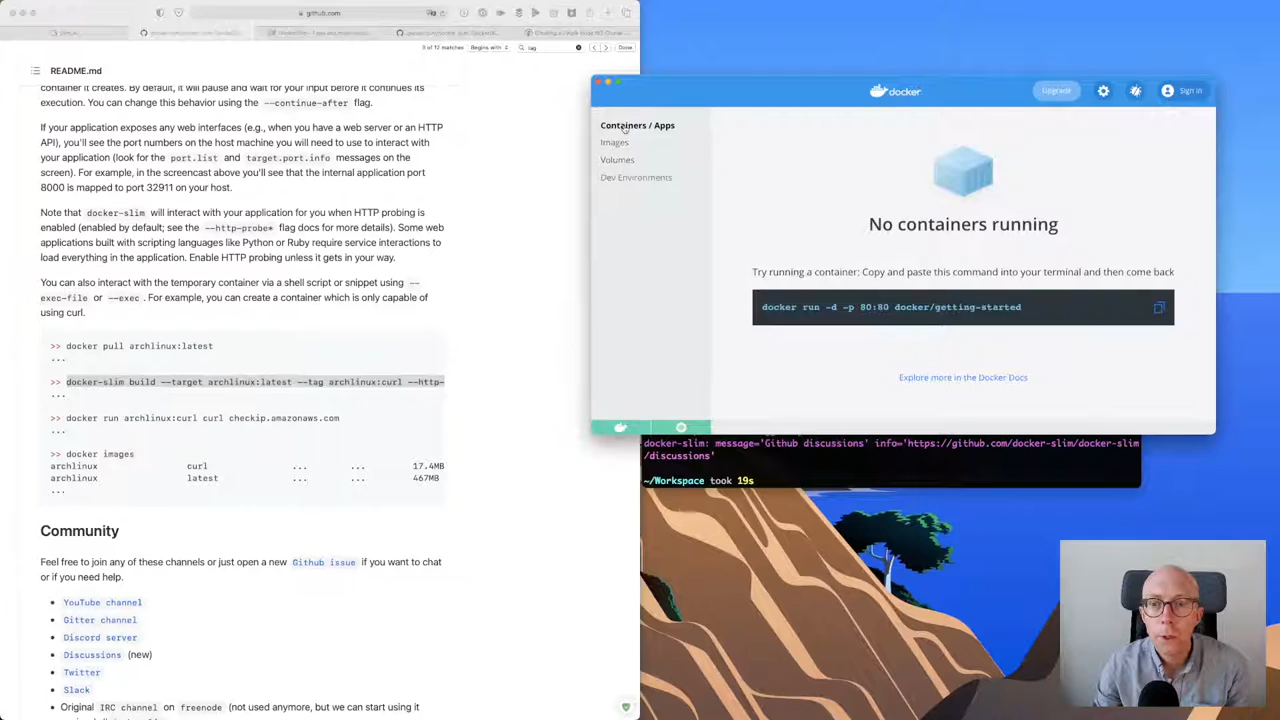 github.com
9 of 12 matches
Begins with
tag
Done
README.md
container it creates. By default, it will pause and wait for your input before it continues its
execution. You can change this behavior using the --continue-after flag.
If your application exposes any web interfaces (e.g., when you have a web server or an HTTP
API), you'll see the port numbers on the host machine you will need to use to interact with
your application (look for the port.list and target.port.info messages on the
screen). For example, in the screencast above you'll see that the internal application port
8000 is mapped to port 32911 on your host.
Note that docker-slim will interact with your application for you when HTTP probing is
enabled (enabled by default; see the --http-probe* flag docs for more details). Some web
applications built with scripting languages like Python or Ruby require service interactions to
load everything in the application. Enable HTTP probing unless it gets in your way.
You can also interact with the temporary container via a shell script or snippet using --
exec-file or --exec . For example, you can create a container which is only capable of
using curl.
>> docker pull archlinux:latest
...
>> docker-slim build --target archlinux:latest --tag archlinux:curl --http-
...
>> docker run archlinux:curl curl checkip.amazonaws.com
...
>> docker images
archlinux curl ... ... 17.4MB
archlinux latest ... ... 467MB
...
Community
Feel free to join any of these channels or just open a new Github issue if you want to chat
or if you need help.
• YouTube channel
• Gitter channel
• Discord server
• Discussions (new)
• Twitter
• Slack
• Original IRC channel on freenode (not used anymore, but we can start using it
docker
Upgrade
Sign in
Containers / Apps
Images
Volumes
Dev Environments
No containers running
Try running a container: Copy and paste this command into your terminal and then come back
docker run -d -p 80:80 docker/getting-started
Explore more in the Docker Docs
docker-slim: message='Github discussions' info='https://github.com/docker-slim/docker-slim
/discussions'
~/Workspace took 19s